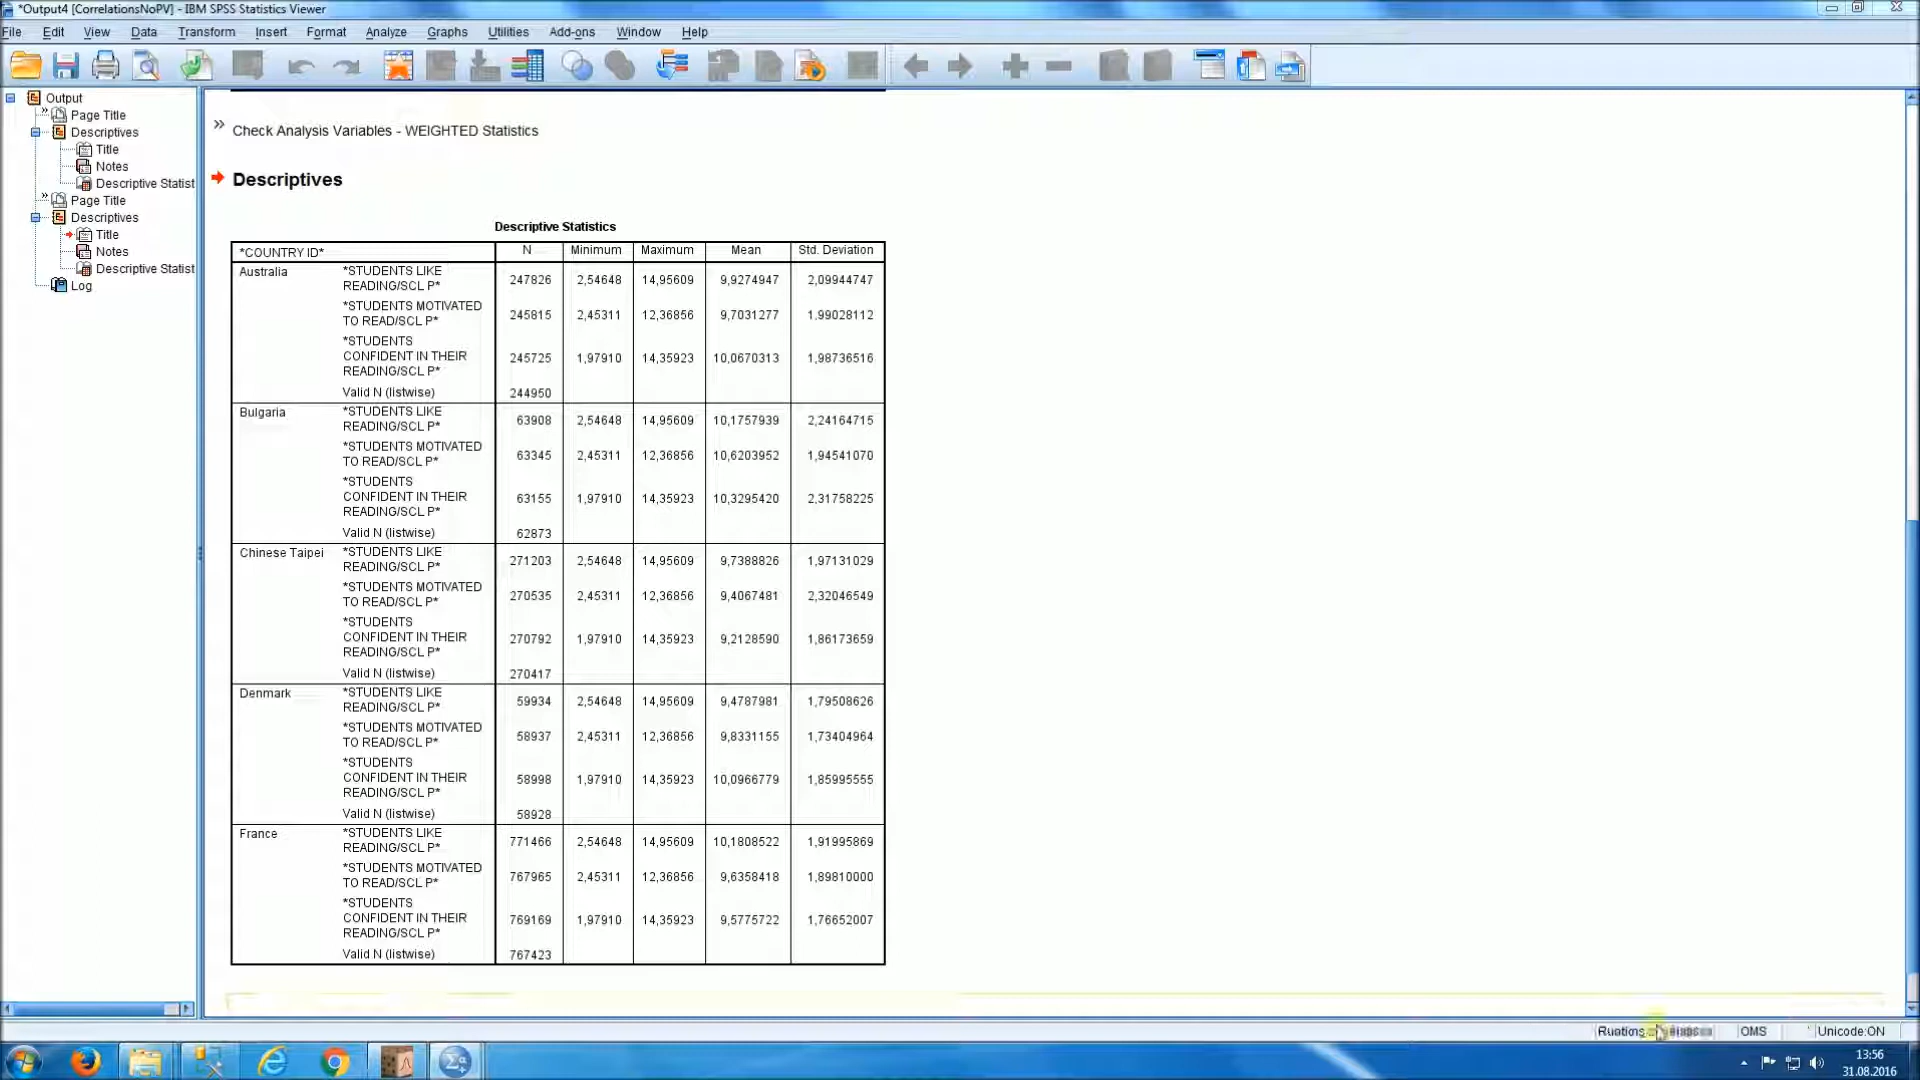 *Output4 [CorrelationsNoPV] - IBM SPSS Statistics Viewer
File Edit View Data Transform Insert Format Analyze Graphs Utilities Add-ons Window Help
Output
Page Title
Descriptives
Title
Notes
Descriptive Statist
Page Title
Descriptives
Title
Notes
Descriptive Statist
Log
Check Analysis Variables - WEIGHTED Statistics
Descriptives
Descriptive Statistics
*COUNTRY ID* N Minimum Maximum Mean Std. Deviation
Australia *STUDENTS LIKE
READING/SCL P* 247826 2,54648 14,95609 9,9274947 2,09944747
*STUDENTS MOTIVATED
TO READ/SCL P* 245815 2,45311 12,36856 9,7031277 1,99028112
*STUDENTS
CONFIDENT IN THEIR 245725 1,97910 14,35923 10,0670313 1,98736516
READING/SCL P*
Valid N (listwise) 244950
Bulgaria *STUDENTS LIKE
READING/SCL P* 63908 2,54648 14,95609 10,1757939 2,24164715
*STUDENTS MOTIVATED
TO READ/SCL P* 63345 2,45311 12,36856 10,6203952 1,94541070
*STUDENTS
CONFIDENT IN THEIR 63155 1,97910 14,35923 10,3295420 2,31758225
READING/SCL P*
Valid N (listwise) 62873
Chinese Taipei *STUDENTS LIKE
READING/SCL P* 271203 2,54648 14,95609 9,7388826 1,97131029
*STUDENTS MOTIVATED
TO READ/SCL P* 270535 2,45311 12,36856 9,4067481 2,32046549
*STUDENTS
CONFIDENT IN THEIR 270792 1,97910 14,35923 9,2128590 1,86173659
READING/SCL P*
Valid N (listwise) 270417
Denmark *STUDENTS LIKE
READING/SCL P* 59934 2,54648 14,95609 9,4787981 1,79508626
*STUDENTS MOTIVATED
TO READ/SCL P* 58937 2,45311 12,36856 9,8331155 1,73404964
*STUDENTS
CONFIDENT IN THEIR 58998 1,97910 14,35923 10,0966779 1,85995555
READING/SCL P*
Valid N (listwise) 58928
France *STUDENTS LIKE
READING/SCL P* 771466 2,54648 14,95609 10,1808522 1,91995869
*STUDENTS MOTIVATED
TO READ/SCL P* 767965 2,45311 12,36856 9,6358418 1,89810000
*STUDENTS
CONFIDENT IN THEIR 769169 1,97910 14,35923 9,5775722 1,76652007
READING/SCL P*
Valid N (listwise) 767423
OMS Unicode:ON
13:56
31.08.2016